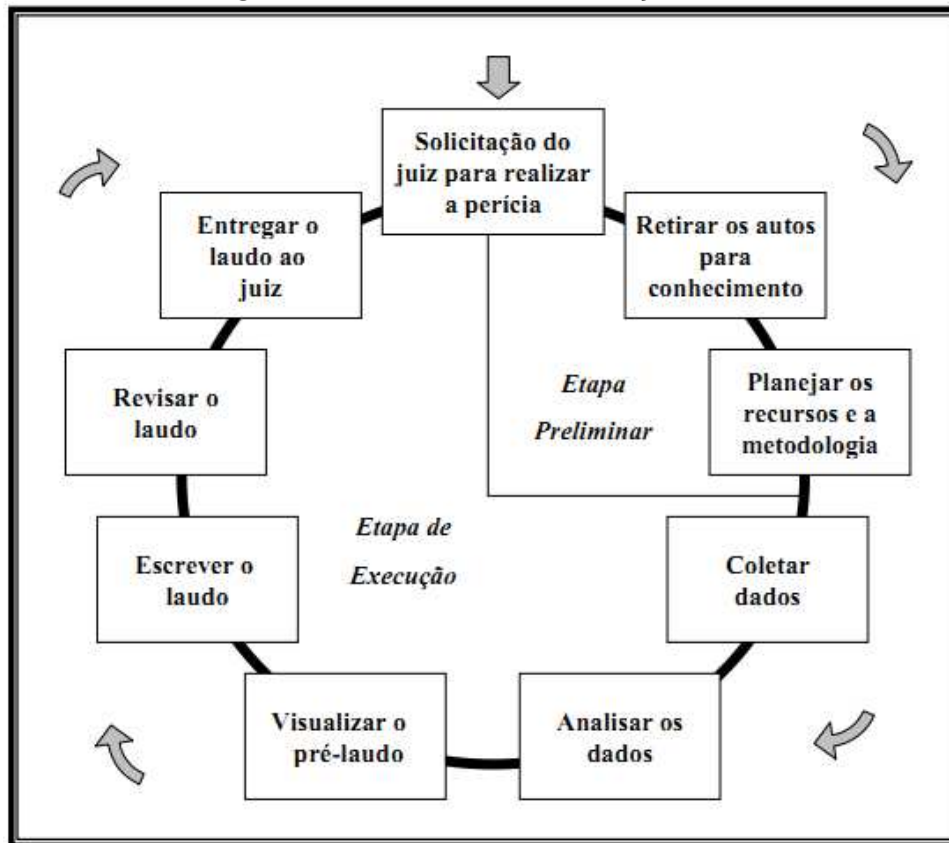 Solicitação do
juiz para realizar
a perícia
Retirar os autos
para
conhecimento
Planejar os
recursos e a
metodologia
Coletar
dados
Analisar os
dados
Visualizar o
pré-laudo
Escrever o
laudo
Revisar o
laudo
Entregar o
laudo ao
juiz
Etapa
Preliminar
Etapa de
Execução